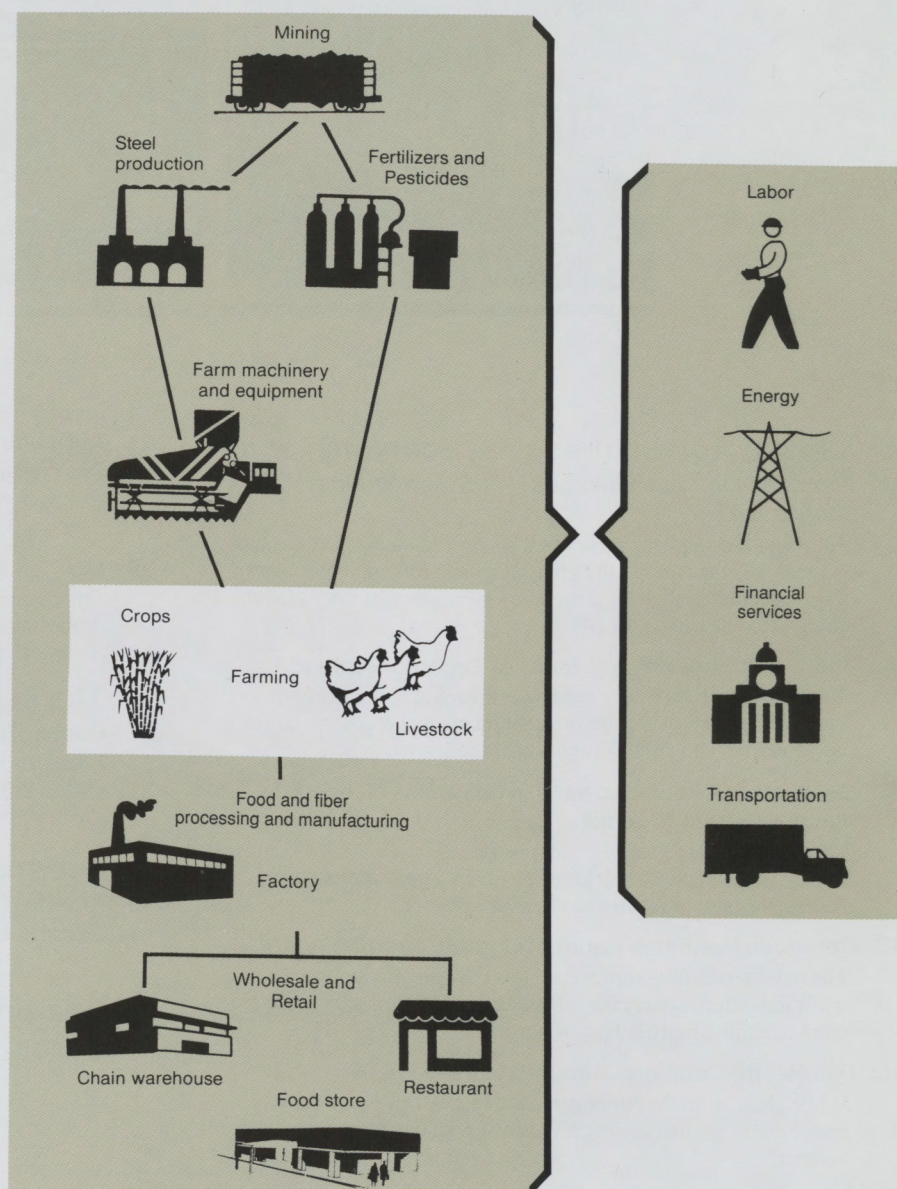 Mining
Steel
production
Fertilizers and
Pesticides
Farm machinery
and equipment
Crops
Farming
Livestock
Food and fiber
processing and manufacturing
Factory
Wholesale and
Retail
Chain warehouse
Restaurant
Food store
Labor
Energy
Financial
services
Transportation